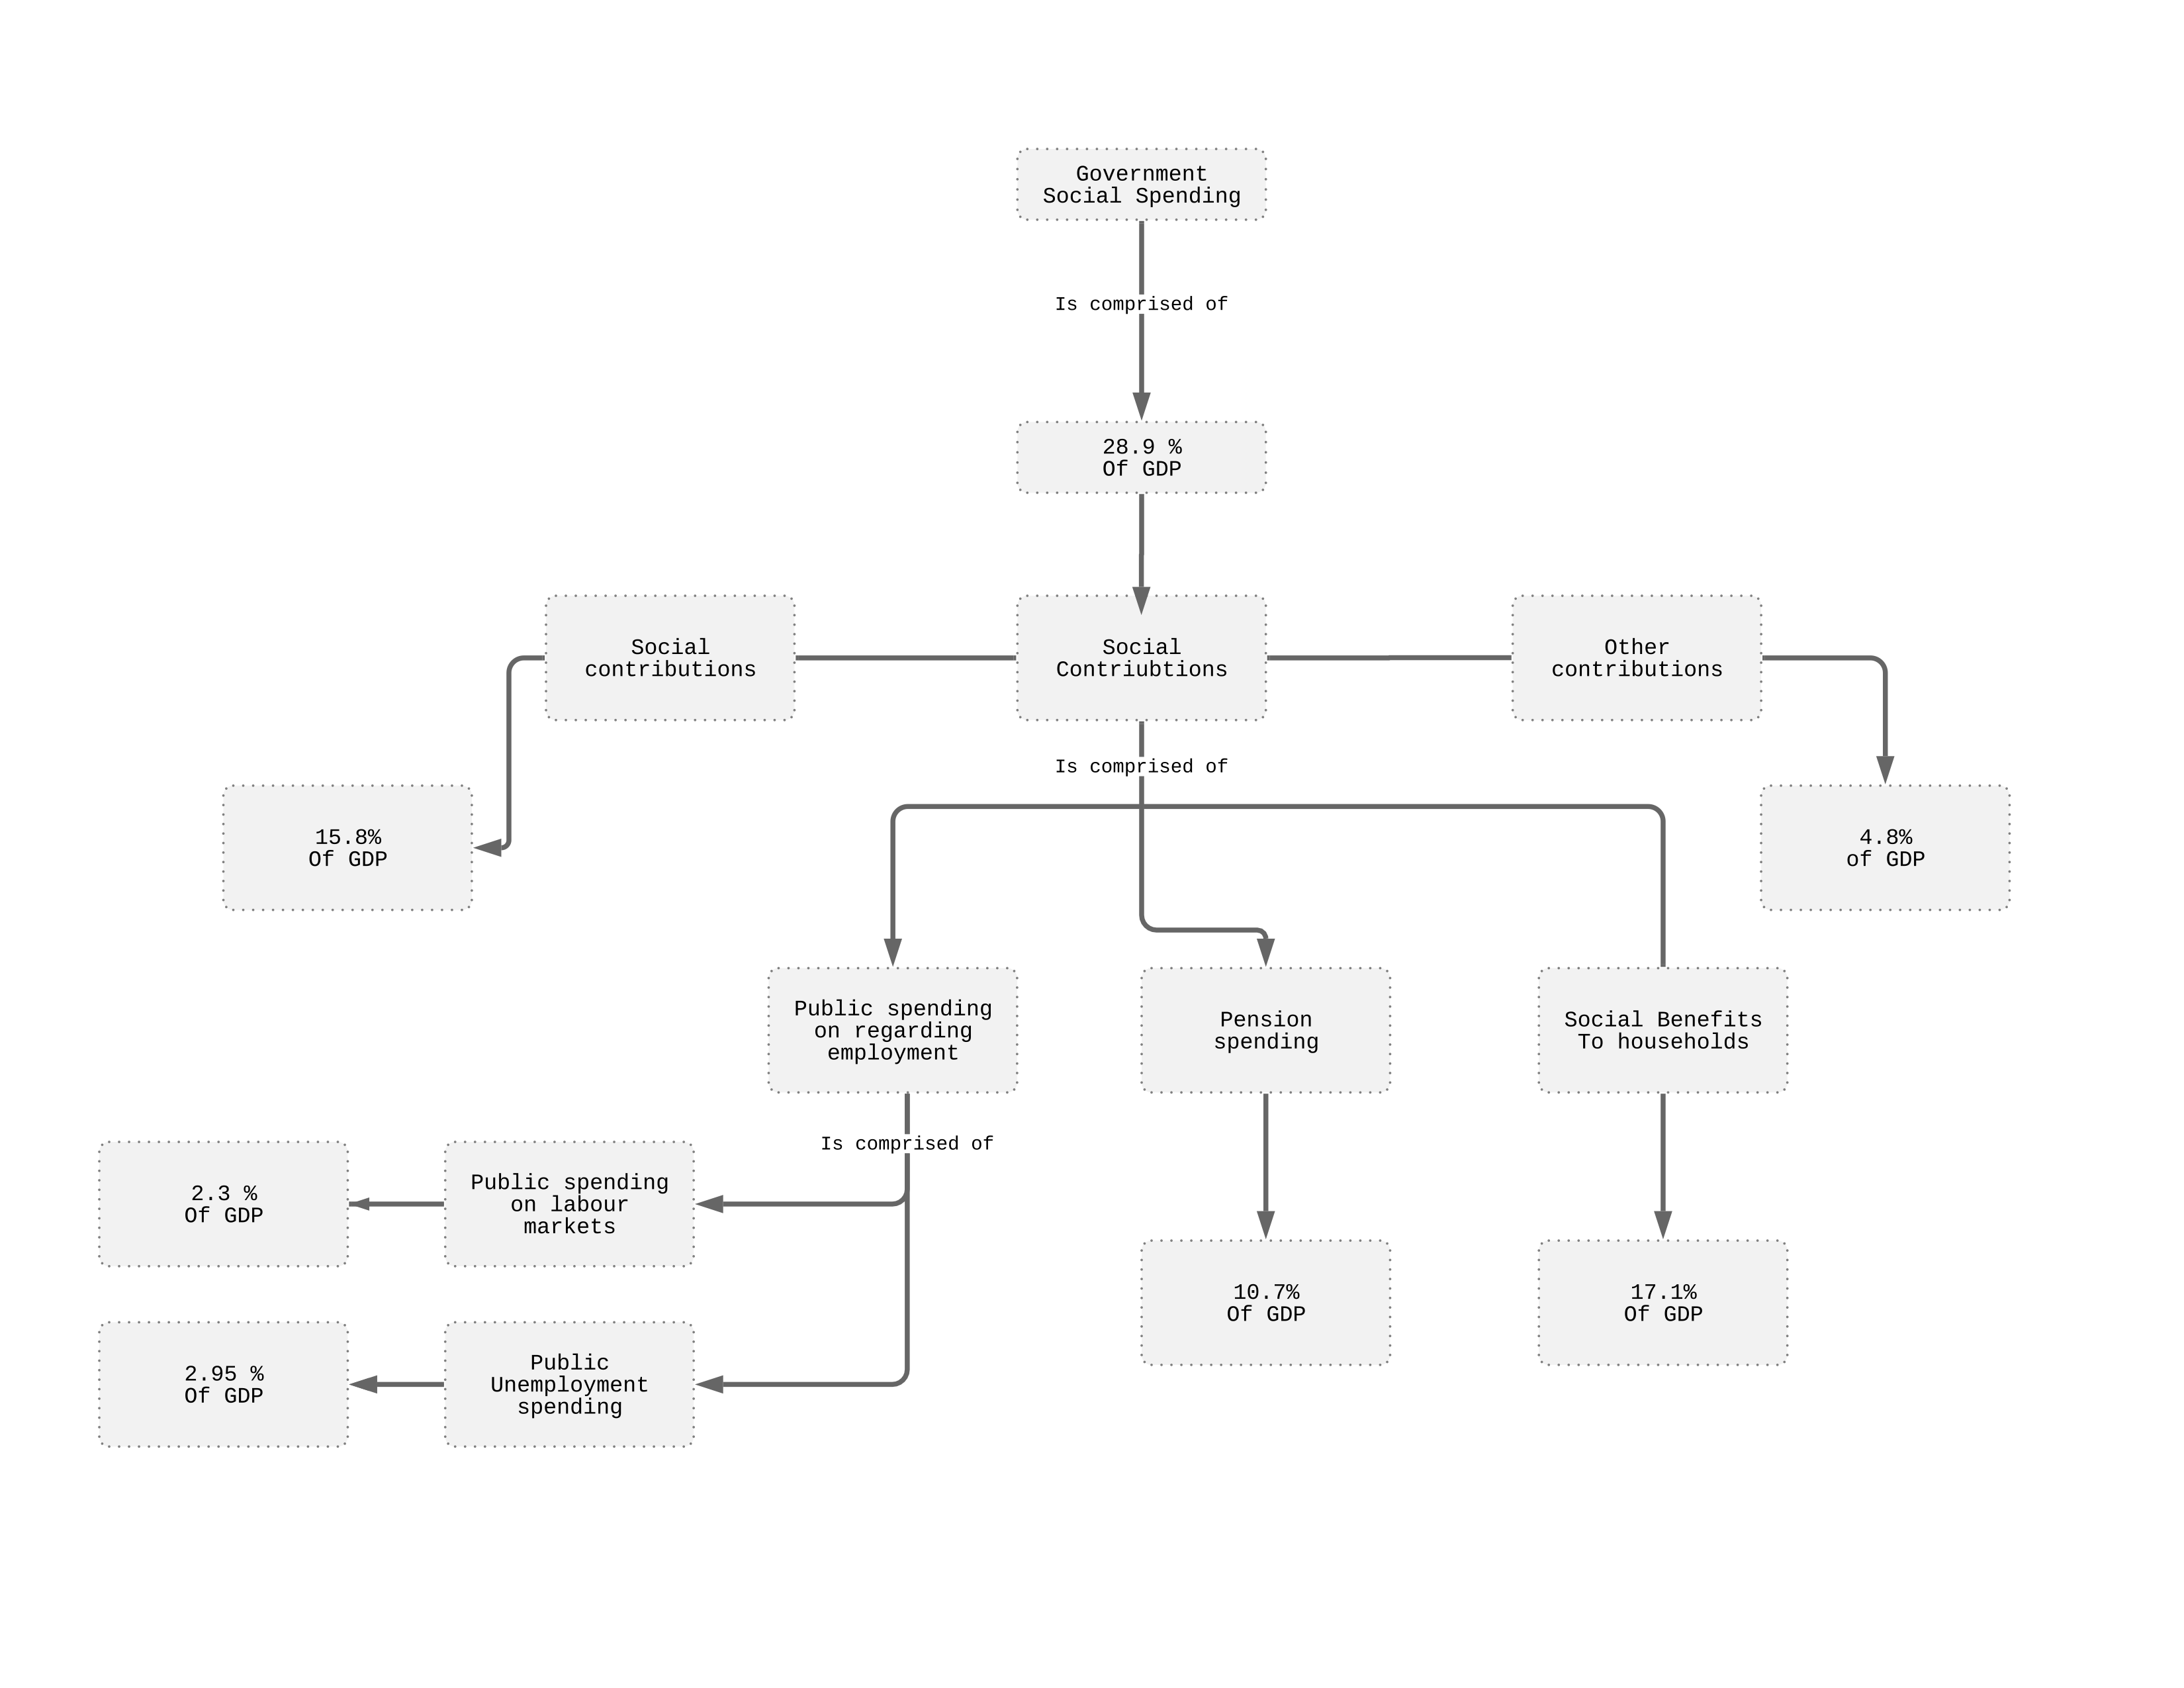 Government
Social Spending
Is comprised of
28.9 %
Of GDP
Social
contributions
Social
Contriubtions
Other
contributions
Is comprised of
15.8%
Of GDP
4.8%
of GDP
Public spending
on regarding
employment
Pension
spending
Social Benefits
To households
Is comprised of
2.3 %
Of GDP
Public spending
on labour
markets
10.7%
Of GDP
17.1%
Of GDP
2.95 %
Of GDP
Public
Unemployment
spending